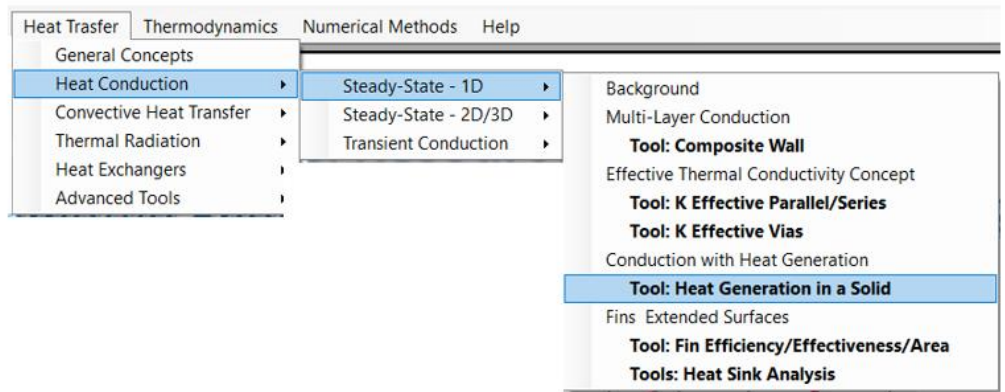 Heat Trasfer Thermodynamics Numerical Methods Help
General Concepts
Heat Conduction
Convective Heat Transfer
Thermal Radiation
Heat Exchangers
Advanced Tools
Steady-State - 1D
Steady-State - 2D/3D
Transient Conduction
Background
Multi-Layer Conduction
Tool: Composite Wall
Effective Thermal Conductivity Concept
Tool: K Effective Parallel/Series
Tool: K Effective Vias
Conduction with Heat Generation
Tool: Heat Generation in a Solid
Fins Extended Surfaces
Tool: Fin Efficiency/Effectiveness/Area
Tools: Heat Sink Analysis